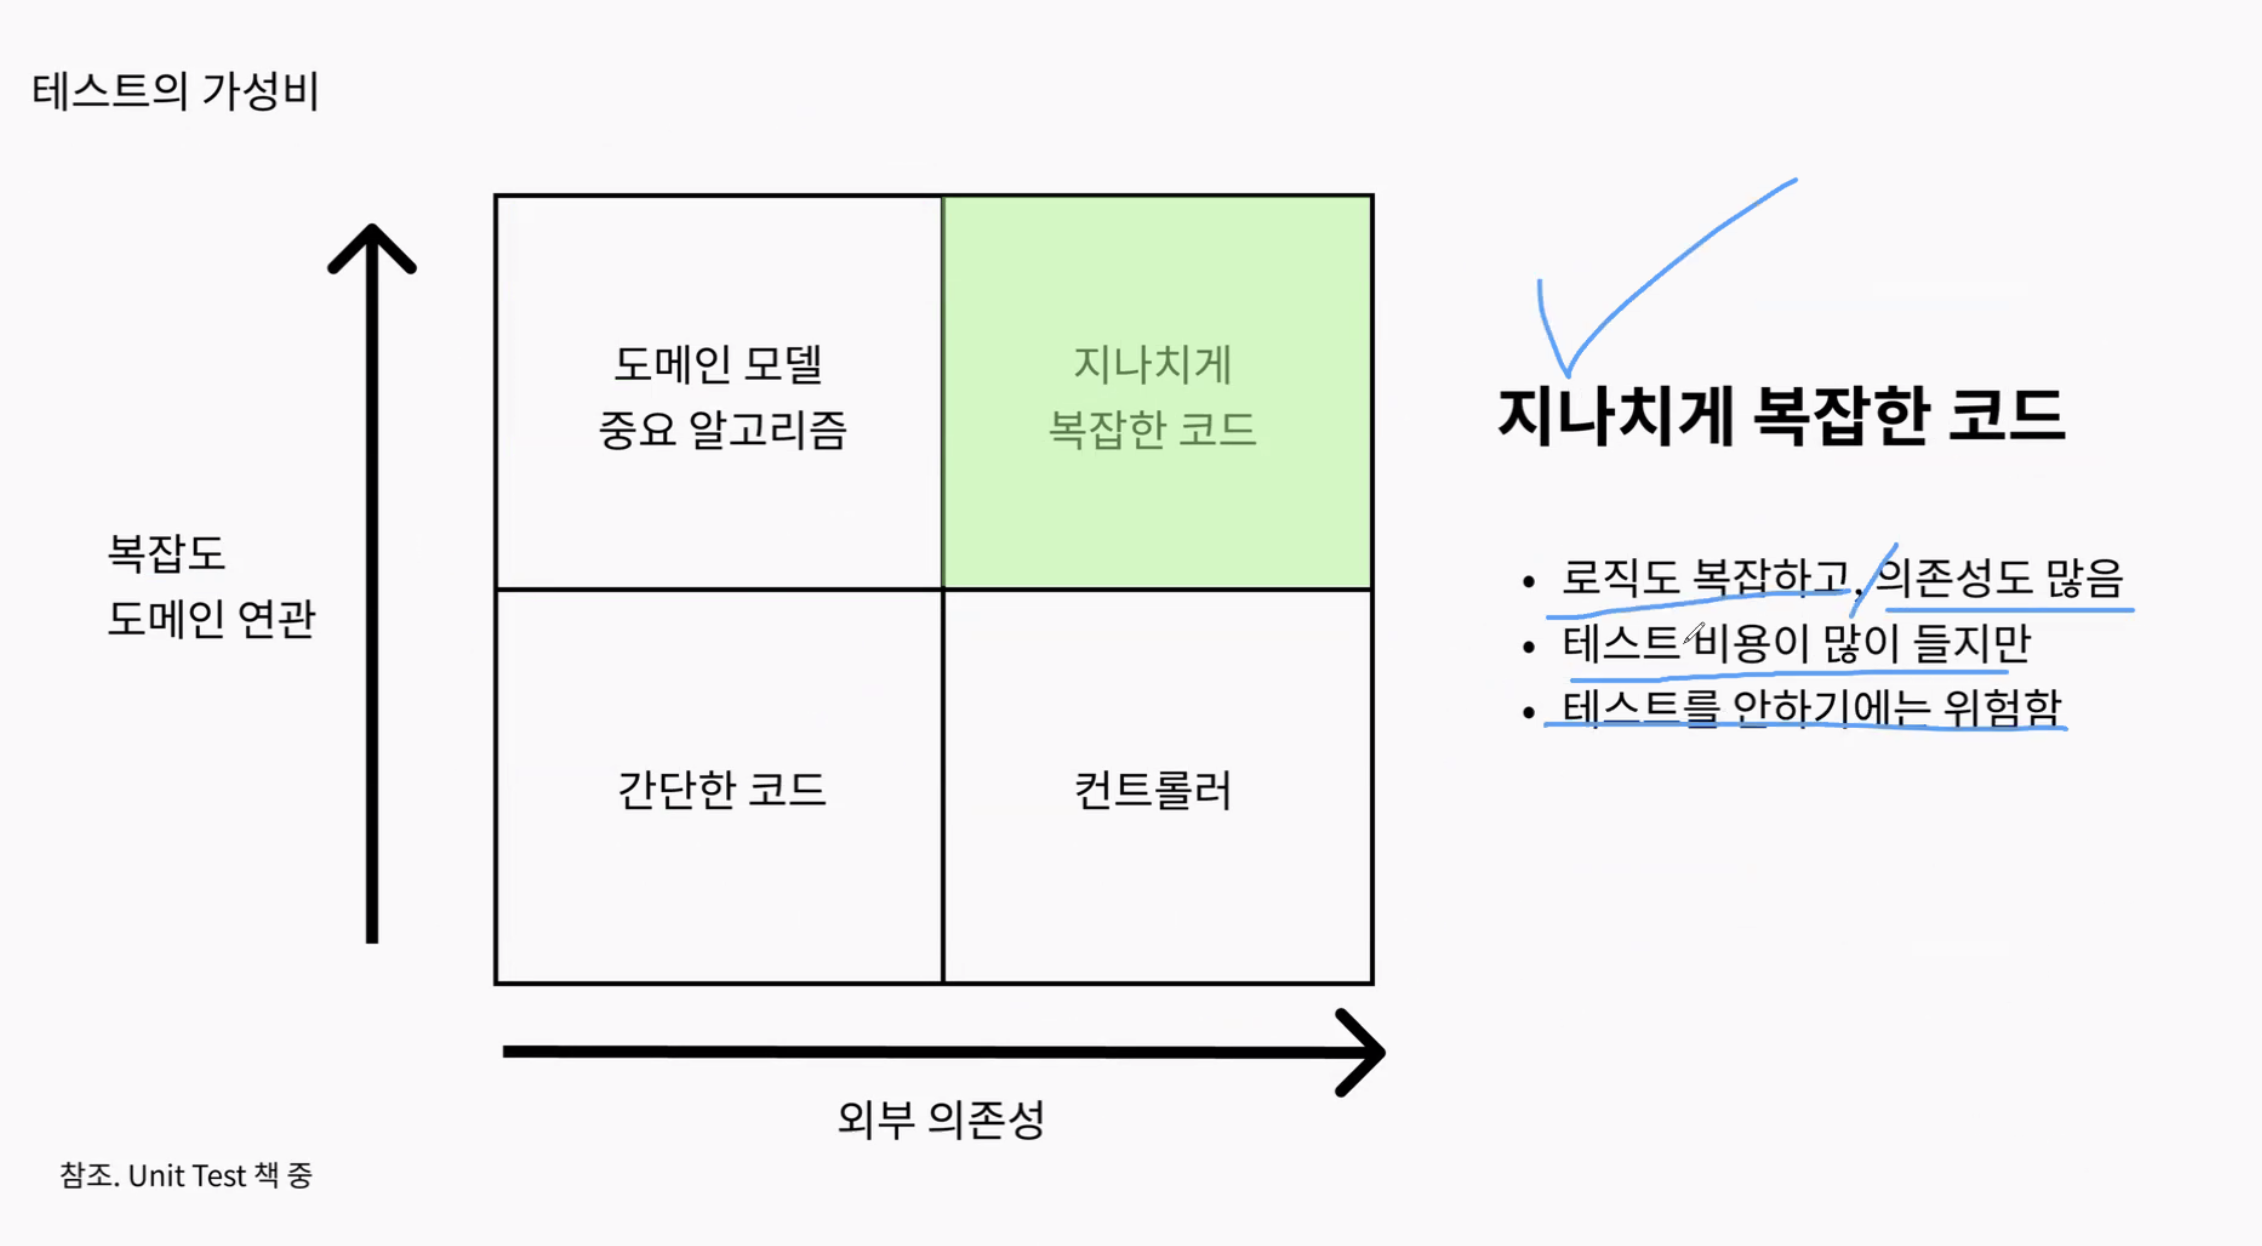 테스트의 가성비
도메인 모델
중요 알고리즘
지나치게
복잡한 코드
지나치게 복잡한 코드
복잡도
도메인 연관
• 로직도 복잡하고, 의존성도 많음
• 테스트 비용이 많이 들지만
• 테스트를 안하기에는 위험함
간단한 코드
컨트롤러
외부 의존성
참조. Unit Test 책 중